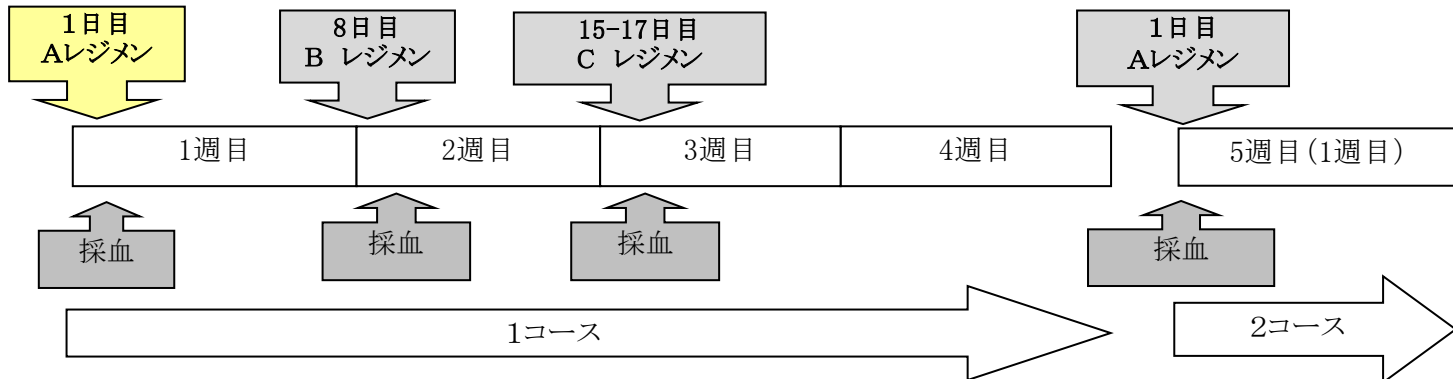 1日目
Aレジメン
8日目
B レジメン
15-17日目
C レジメン
1日目
Aレジメン
1週目
2週目
3週目
4週目
5週目(1週目)
採血
採血
採血
採血
1コース
2コース